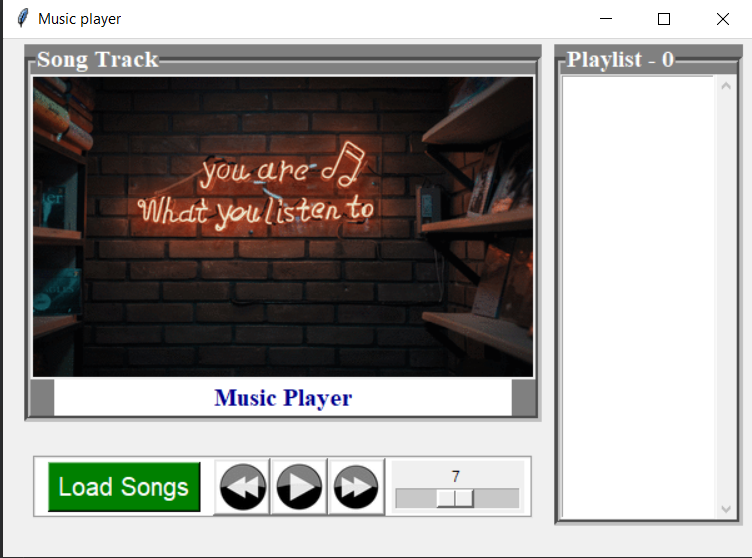 Music player
Song Track
Playlist - 0
you are
What you listen to
Music Player
Load Songs
7